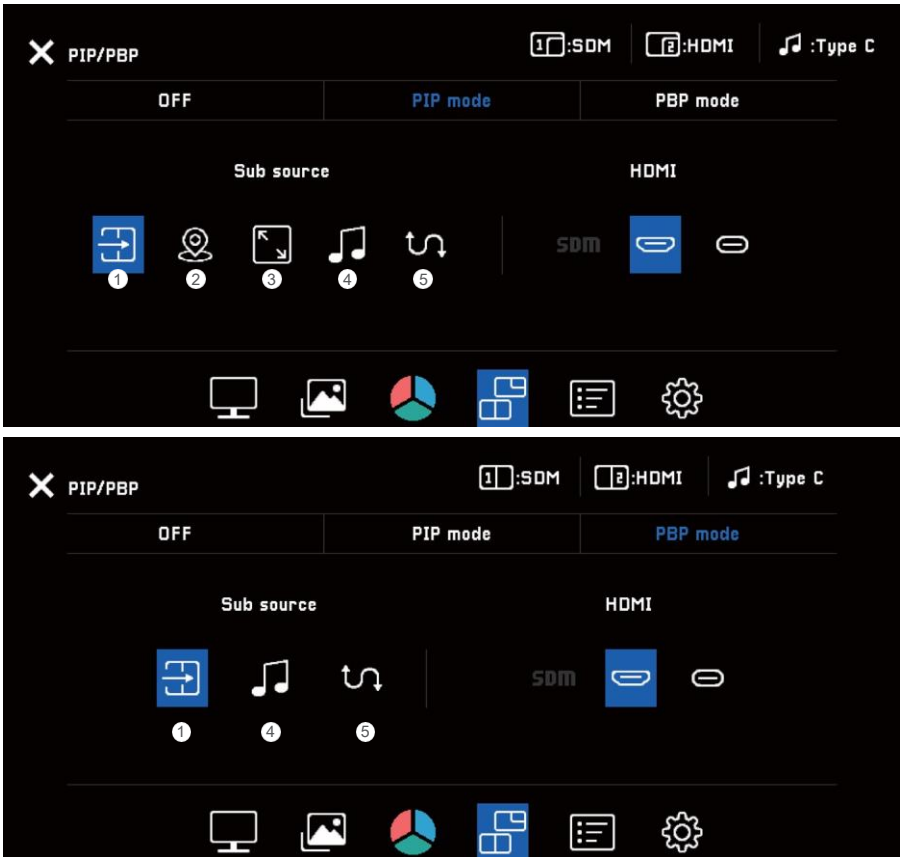 PIP/PBP
1:SDM
2:HDMI
:Type C
OFF
PIP mode
PBP mode
Sub source
HDMI
SDM
1
2
3
4
5
PIP/PBP
1:SDM
2:HDMI
:Type C
OFF
PIP mode
PBP mode
Sub source
HDMI
SDM
1
4
5